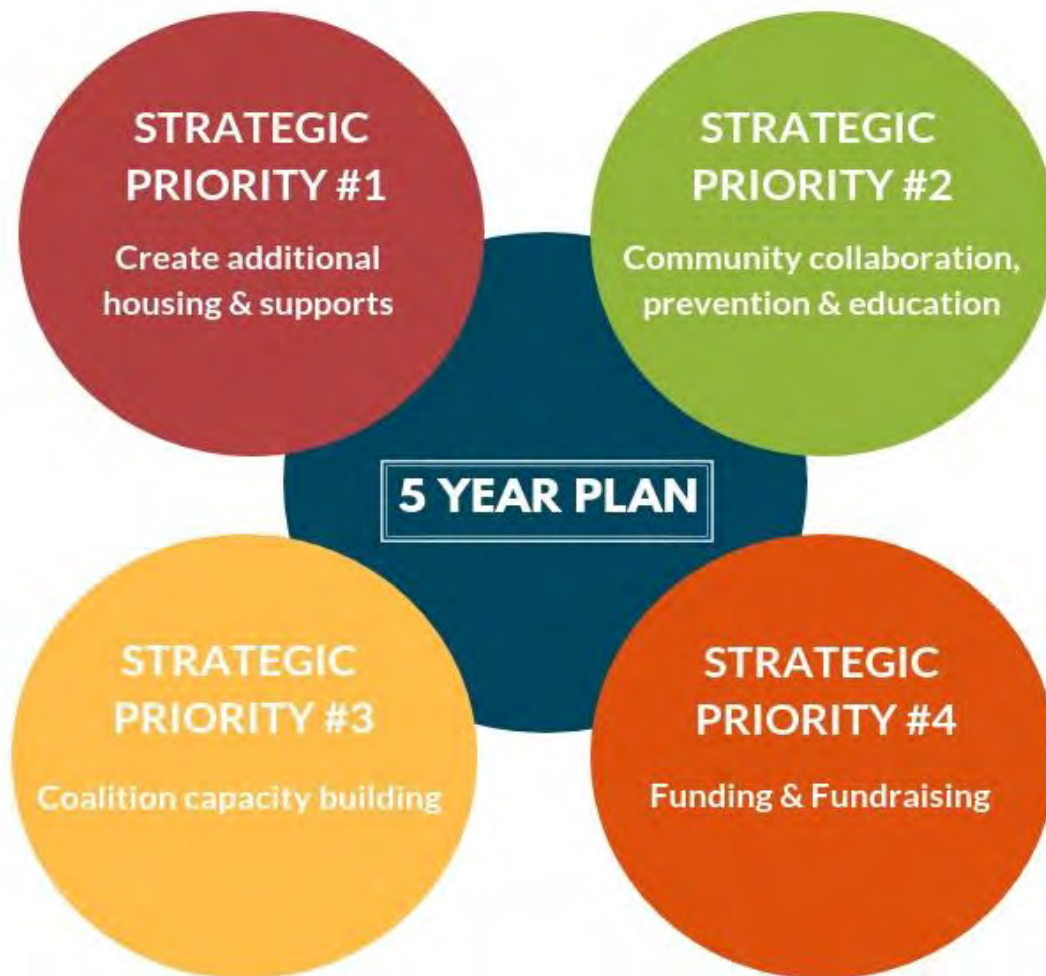 STRATEGIC
PRIORITY #1
Create additional
housing & supports
STRATEGIC
PRIORITY #2
Community collaboration,
prevention & education
5 YEAR PLAN
STRATEGIC
PRIORITY #3
Coalition capacity building
STRATEGIC
PRIORITY #4
Funding & Fundraising